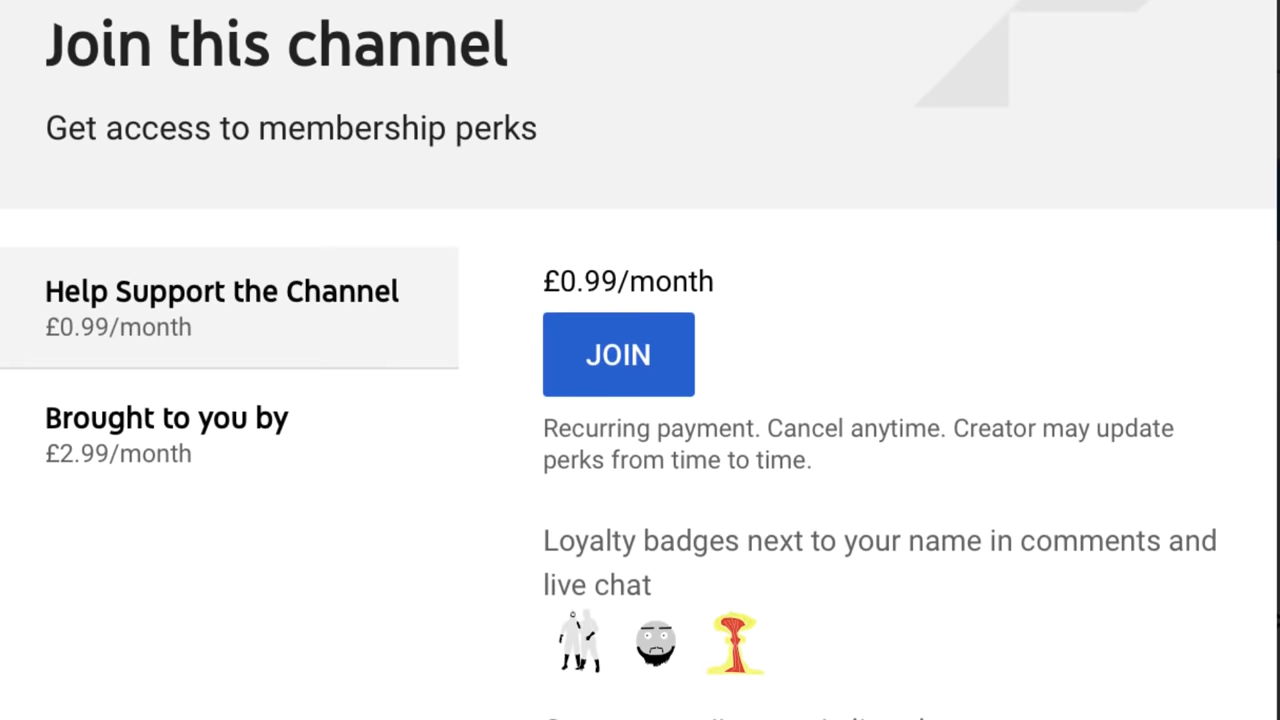 Join this channel
Get access to membership perks
Help Support the Channel
£0.99/month
Brought to you by
£2.99/month
£0.99/month
JOIN
Recurring payment. Cancel anytime. Creator may update
perks from time to time.
Loyalty badges next to your name in comments and
live chat